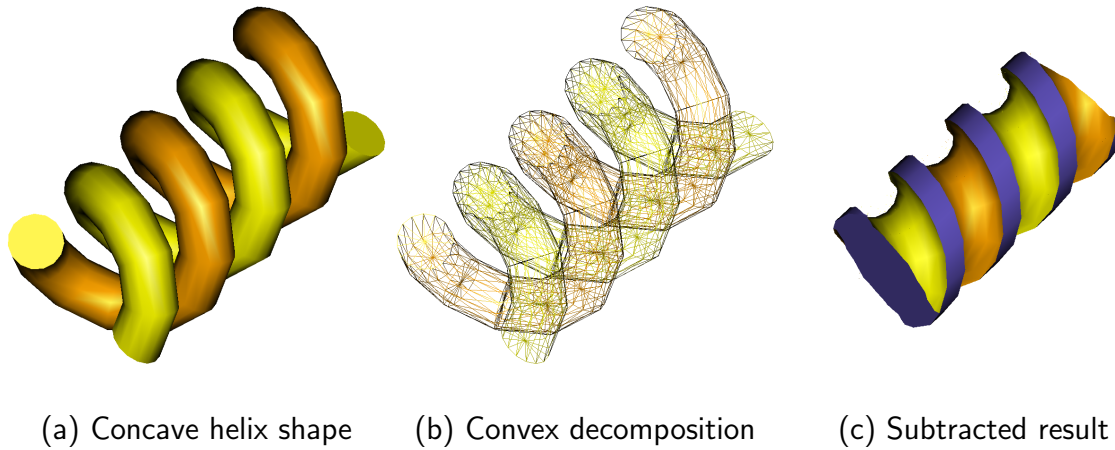 (a) Concave helix shape
(b) Convex decomposition
(c) Subtracted result